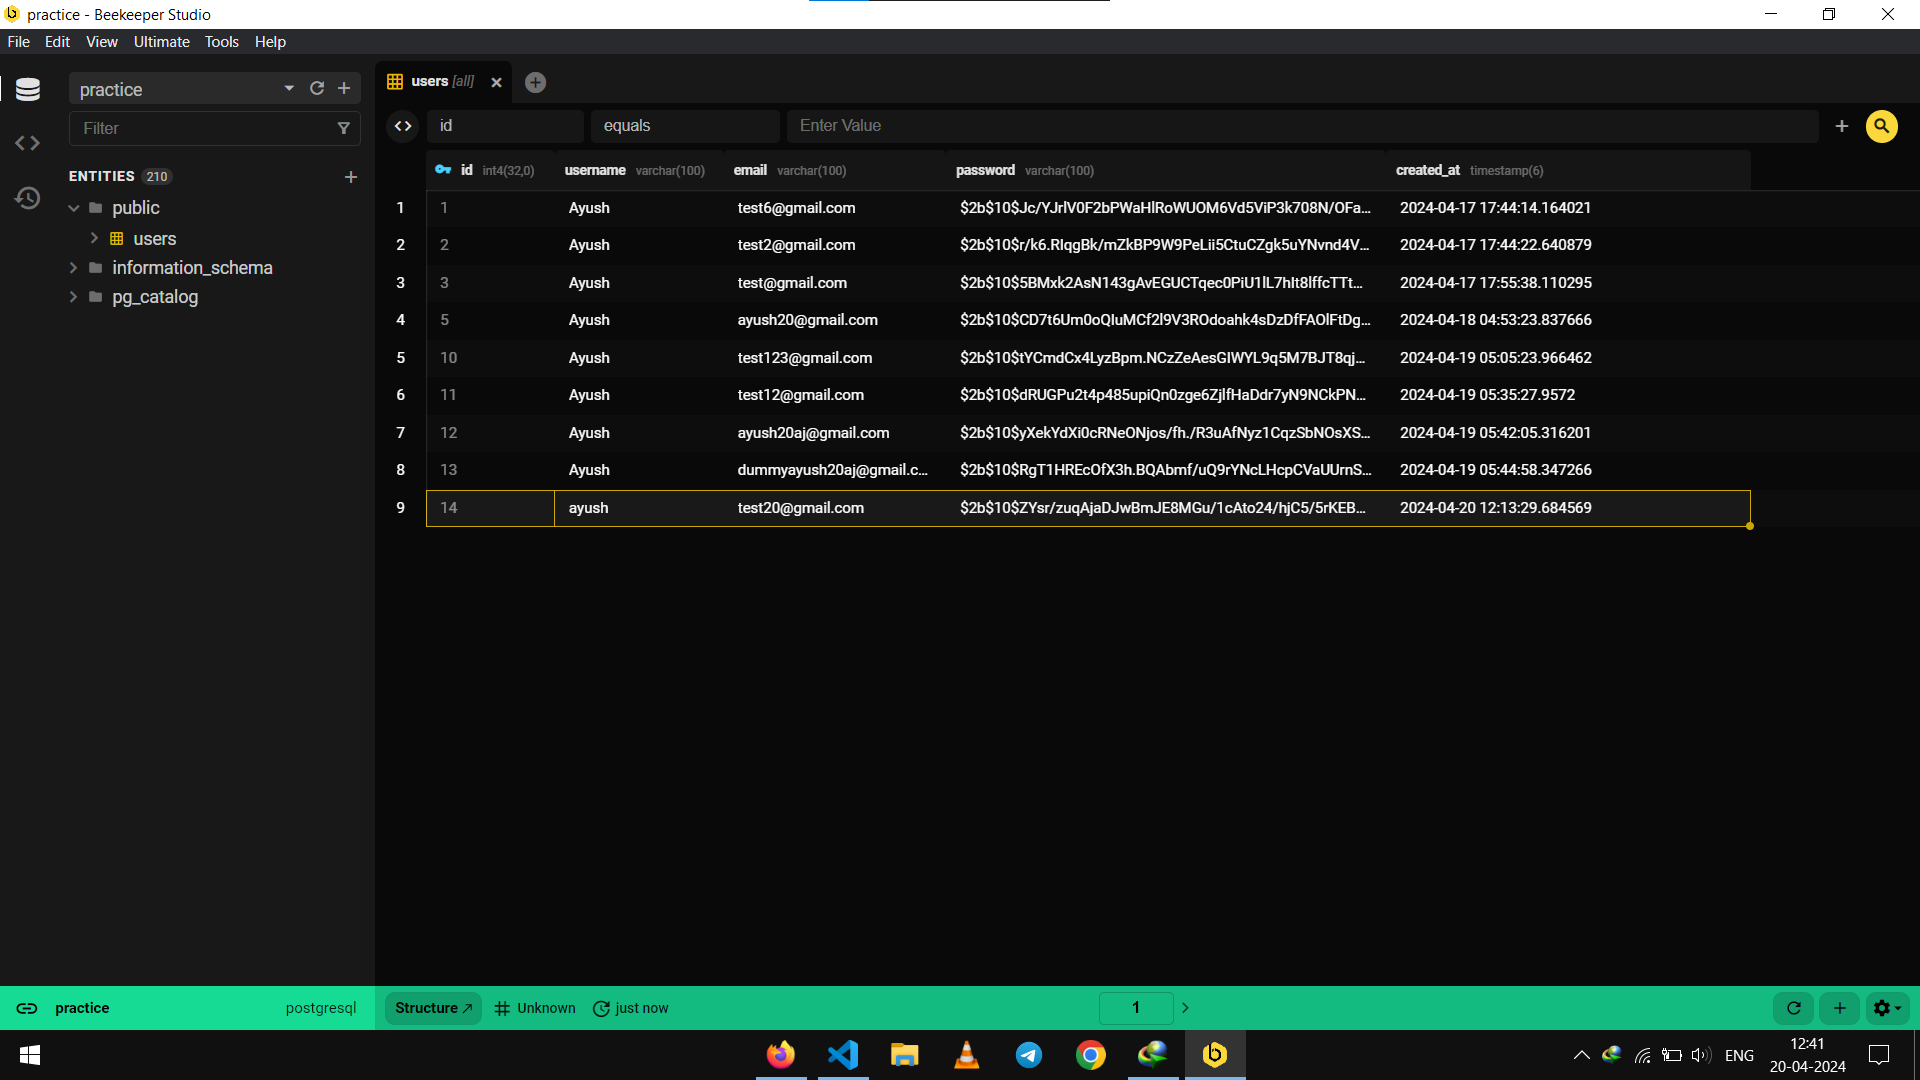 practice - Beekeeper Studio
File Edit View Ultimate Tools Help
practice
Filter
ENTITIES 210
public
users
information_schema
pg_catalog
users [all]
id equals Enter Value
id int4(32,0) username varchar(100) email varchar(100) password varchar(100) created_at timestamp(6)
1 1 Ayush test6@gmail.com $2b$10$Jc/YJrlV0F2bPWaHlRoWUOM6Vd5ViP3k708N/OFa... 2024-04-17 17:44:14.164021
2 2 Ayush test2@gmail.com $2b$10$r/k6.RIqgBk/mZkBP9W9PeLii5CtuCZgk5uYNvnd4V... 2024-04-17 17:44:22.640879
3 3 Ayush test@gmail.com $2b$10$5BMxk2AsN143gAvEGUCTqec0PiU1lL7hIt8lffcTTt... 2024-04-17 17:55:38.110295
4 5 Ayush ayush20@gmail.com $2b$10$CD7t6Um0oQIuMCf2l9V3ROdoahk4sDzDfFAOlFtDg... 2024-04-18 04:53:23.837666
5 10 Ayush test123@gmail.com $2b$10$tYCmdCx4LyzBpm.NCzZeAesGIWYL9q5M7BJT8qj... 2024-04-19 05:05:23.966462
6 11 Ayush test12@gmail.com $2b$10$dRUGPu2t4p485upiQn0zge6ZjlfHaDdr7yN9NCkPN... 2024-04-19 05:35:27.9572
7 12 Ayush ayush20aj@gmail.com $2b$10$yXekYdXi0cRNeONjos/fh./R3uAfNyz1CqzSbNOsXS... 2024-04-19 05:42:05.316201
8 13 Ayush dummyayush20aj@gmail.c... $2b$10$RgT1HREcOfX3h.BQAbmf/uQ9rYNcLHcpCVaUUrnS... 2024-04-19 05:44:58.347266
9 14 ayush test20@gmail.com $2b$10$ZYsr/zuqAjaDJwBmJE8MGu/1cAto24/hjC5/5rKEB... 2024-04-20 12:13:29.684569
practice postgresql Structure Unknown just now 1
ENG 12:41
20-04-2024